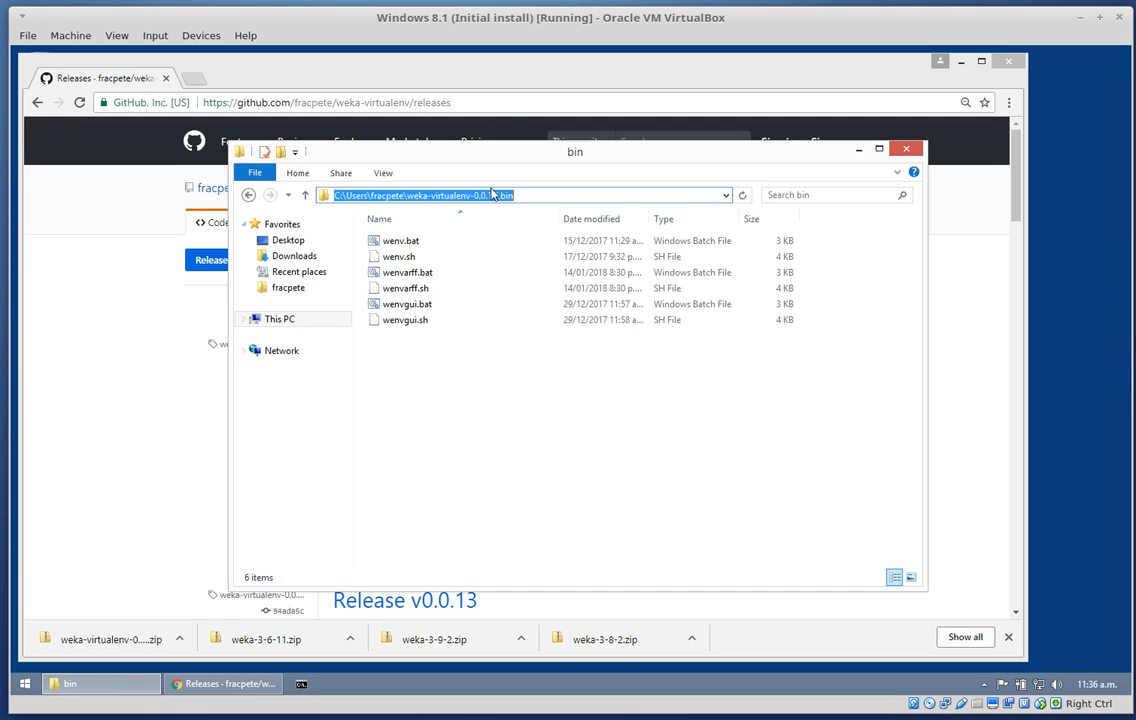 Windows 8.1 (Initial install) [Running] - Oracle VM VirtualBox
File Machine View Input Devices Help
Releases · fracpete/weka
GitHub, Inc. [US] https://github.com/fracpete/weka-virtualenv/releases
bin
File Home Share View
C:\Users\fracpete\weka-virtualenv-0.0. bin
Search bin
fracpe
Code
Release
Favorites
Desktop
Downloads
Recent places
fracpete
This PC
Network
Name Date modified Type Size
wenv.bat 15/12/2017 11:29 a... Windows Batch File 3 KB
wenv.sh 17/12/2017 9:32 p.... SH File 4 KB
wenvarff.bat 14/01/2018 8:30 p.... Windows Batch File 3 KB
wenvarff.sh 14/01/2018 8:30 p.... SH File 4 KB
wenvgui.bat 29/12/2017 11:57 a... Windows Batch File 3 KB
wenvgui.sh 29/12/2017 11:58 a... SH File 4 KB
6 items
weka-virtualenv-0.0....
94ada5c
Release v0.0.13
weka-virtualenv-0.....zip weka-3-6-11.zip weka-3-9-2.zip weka-3-8-2.zip Show all
bin Releases - fracpete/w... 11:36 a.m.
Right Ctrl